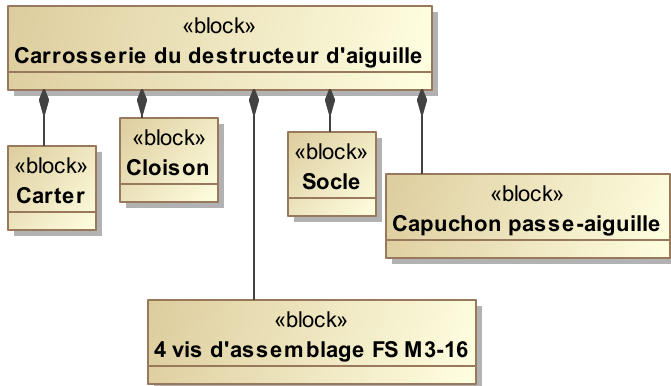 «block»
Carrosserie du destructeur d'aiguille
«block»
Carter
«block»
Cloison
«block»
Socle
«block»
Capuchon passe-aiguille
«block»
4 vis d'assemblage FS M3-16